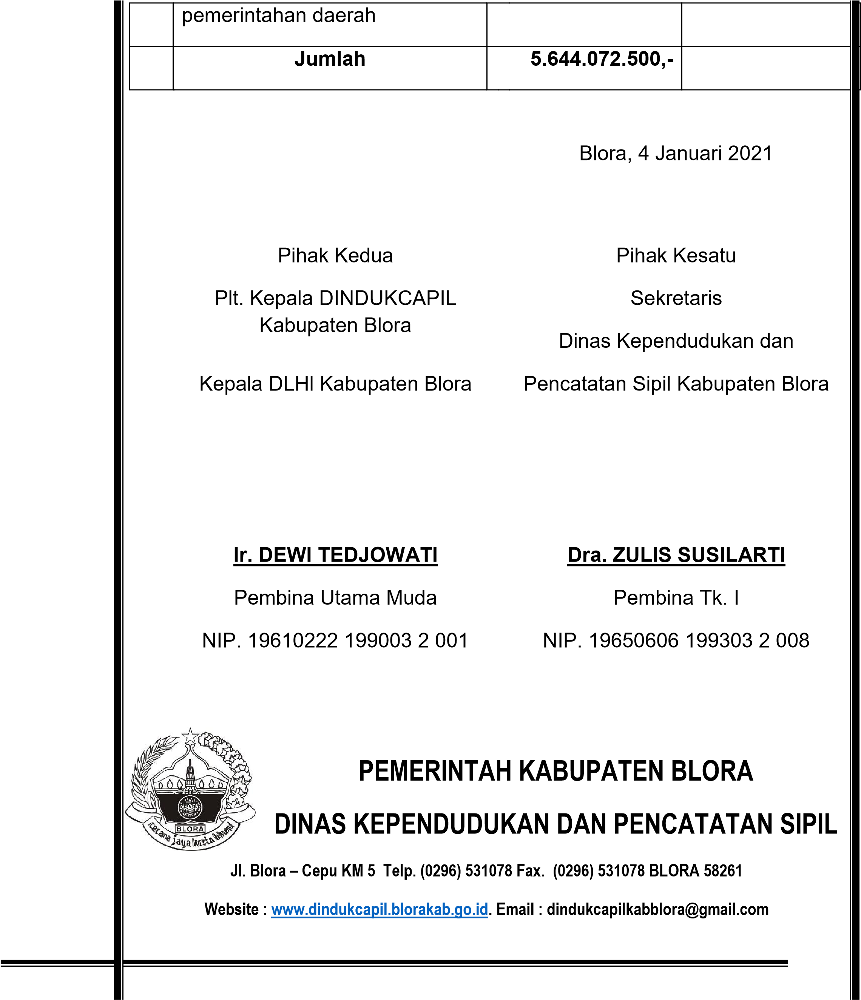 pemerintahan daerah
Jumlah 5.644.072.500,-
Blora, 4 Januari 2021
Pihak Kedua
Plt. Kepala DINDUKCAPIL
Kabupaten Blora
Kepala DLHI Kabupaten Blora
Pihak Kesatu
Sekretaris
Dinas Kependudukan dan
Pencatatan Sipil Kabupaten Blora
Ir. DEWI TEDJOWATI
Pembina Utama Muda
NIP. 19610222 199003 2 001
Dra. ZULIS SUSILARTI
Pembina Tk. I
NIP. 19650606 199303 2 008
BLORA
cacana jaya kerta bhumi
PEMERINTAH KABUPATEN BLORA
DINAS KEPENDUDUKAN DAN PENCATATAN SIPIL
Jl. Blora – Cepu KM 5 Telp. (0296) 531078 Fax. (0296) 531078 BLORA 58261
Website : www.dindukcapil.blorakab.go.id. Email : dindukcapilkabblora@gmail.com